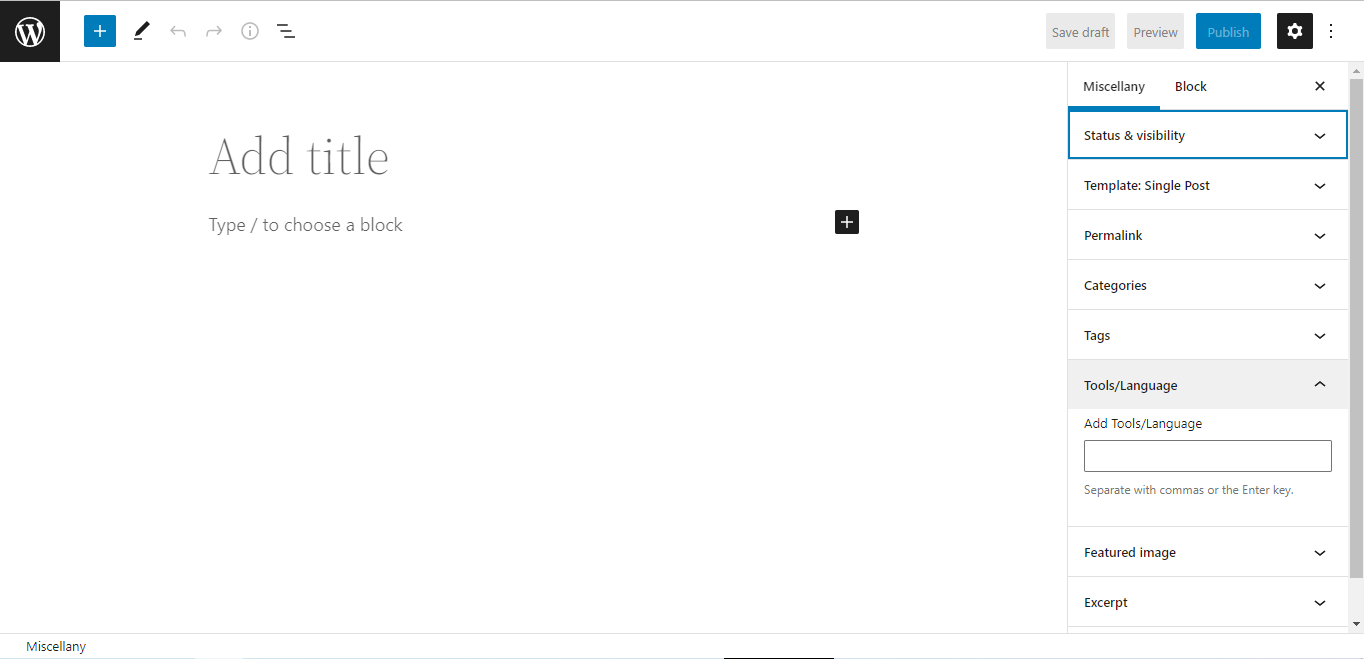 Save draft
Preview
Publish
Miscellany
Block
Status & visibility
Add title
Template: Single Post
Type / to choose a block
Permalink
Categories
Tags
Tools/Language
Add Tools/Language
Separate with commas or the Enter key.
Featured image
Excerpt
Miscellany